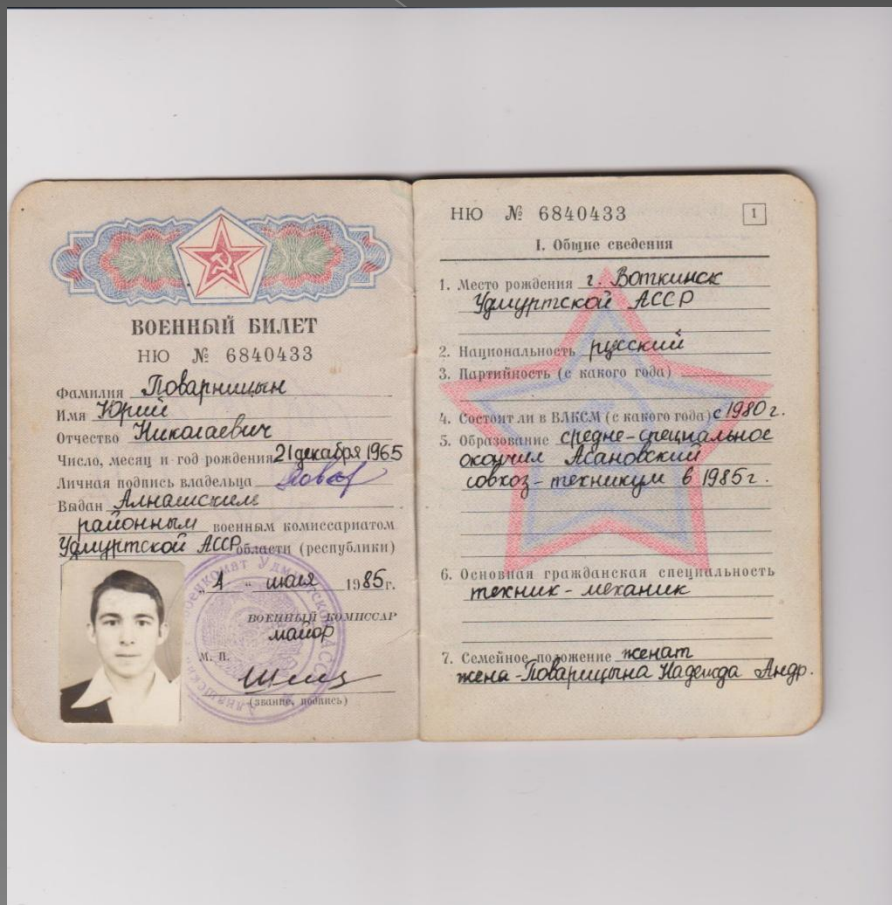 ВОЕННЫЙ БИЛЕТ
НЮ № 6840433
Фамилия Поварницын
Имя Юрий
Отчество Николаевич
Число, месяц и год рождения 21 декабря 1965
Личная подпись владельца
Выдан Алнашским
районным военным комиссариатом
Удмуртской АССР области (республики)
„ 1 “ июля 1985 г.
ВОЕННЫЙ КОМИССАР
майор
М. П.
(звание, подпись)
НЮ № 6840433
1
I. Общие сведения
1. Место рождения г. Воткинск
Удмуртской АССР
2. Национальность русский
3. Партийность (с какого года)
4. Состоит ли в ВЛКСМ (с какого года) с 1980 г.
5. Образование средне-специальное
окончил Асановский
совхоз-техникум в 1985 г.
6. Основная гражданская специальность
техник-механик
7. Семейное положение женат
жена-Поварницына Надежда Андр.